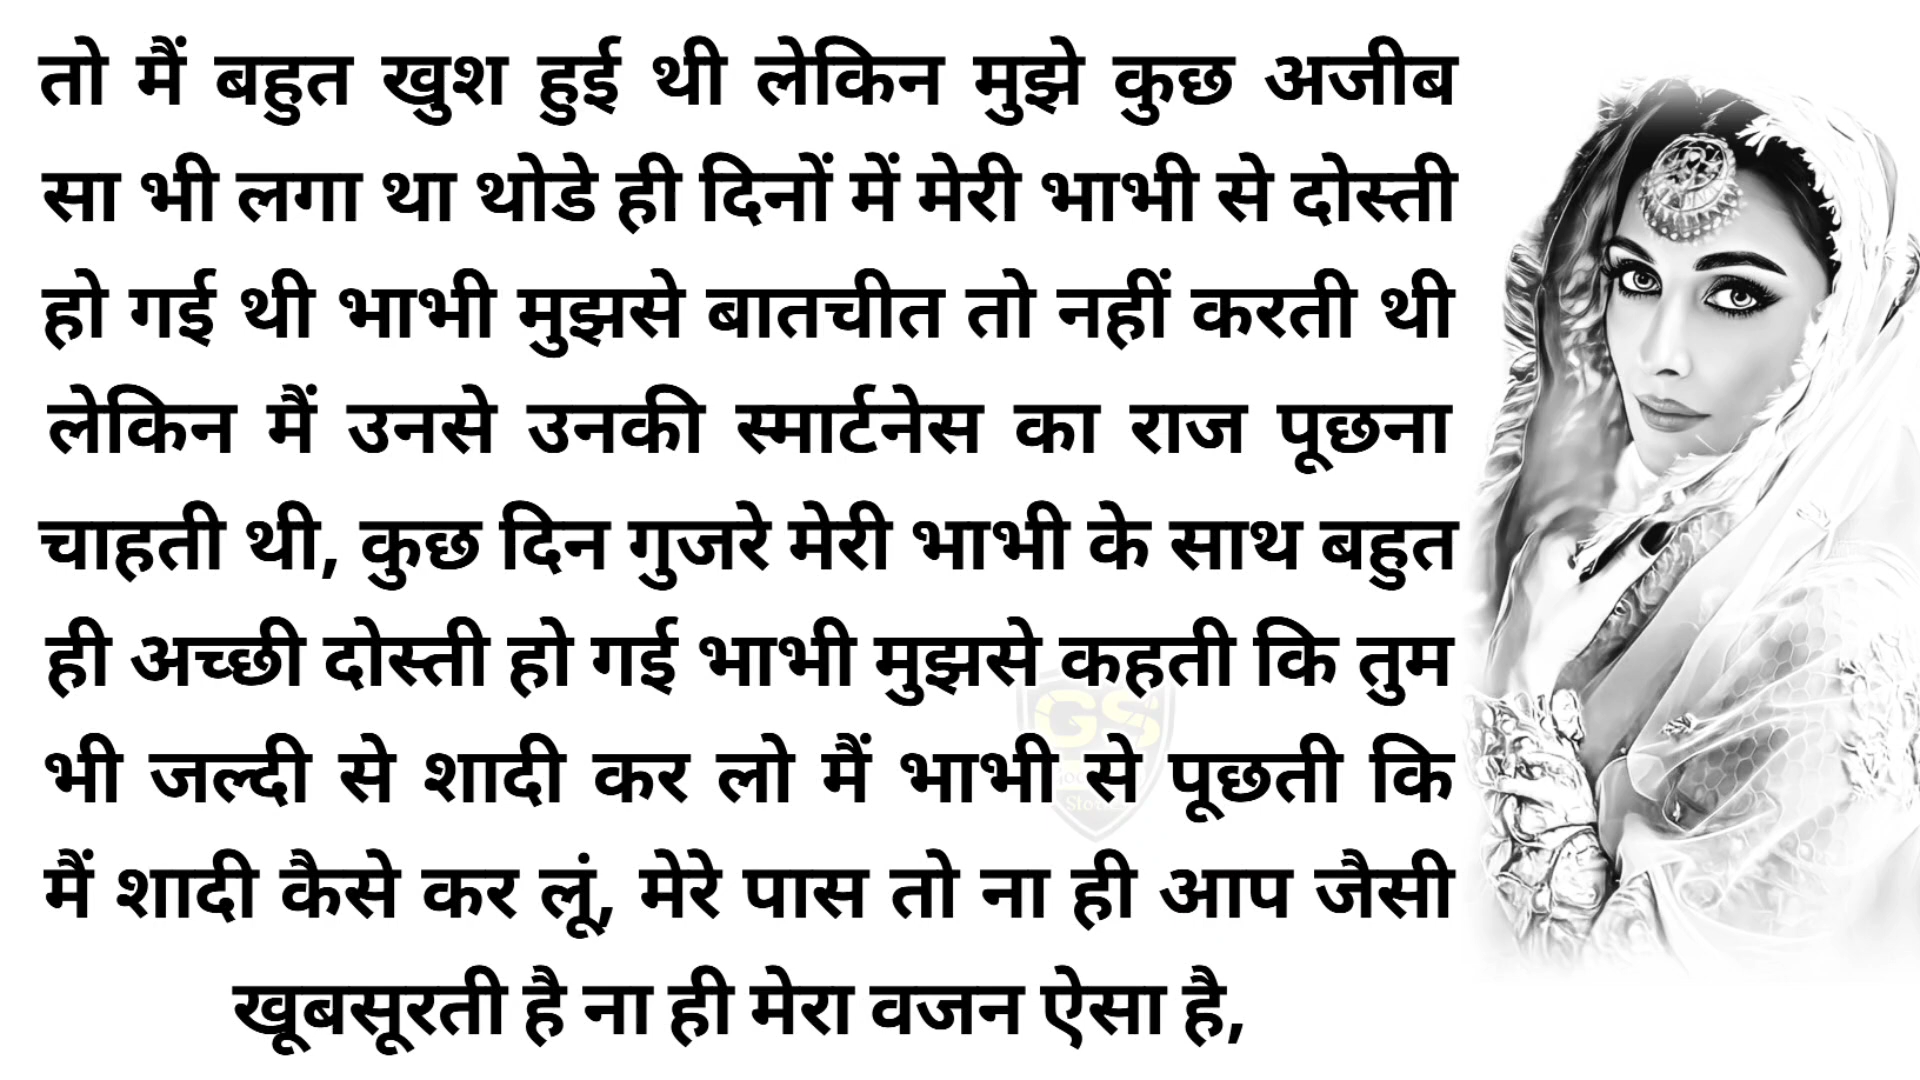 तो मैं बहुत खुश हुई थी लेकिन मुझे कुछ अजीब
सा भी लगा था थोडे ही दिनों में मेरी भाभी से दोस्ती
हो गई थी भाभी मुझसे बातचीत तो नहीं करती थी
लेकिन मैं उनसे उनकी स्मार्टनेस का राज पूछना
चाहती थी, कुछ दिन गुजरे मेरी भाभी के साथ बहुत
ही अच्छी दोस्ती हो गई भाभी मुझसे कहती कि तुम
भी जल्दी से शादी कर लो मैं भाभी से पूछती कि
मैं शादी कैसे कर लूं, मेरे पास तो ना ही आप जैसी
खूबसूरती है ना ही मेरा वजन ऐसा है,
GS